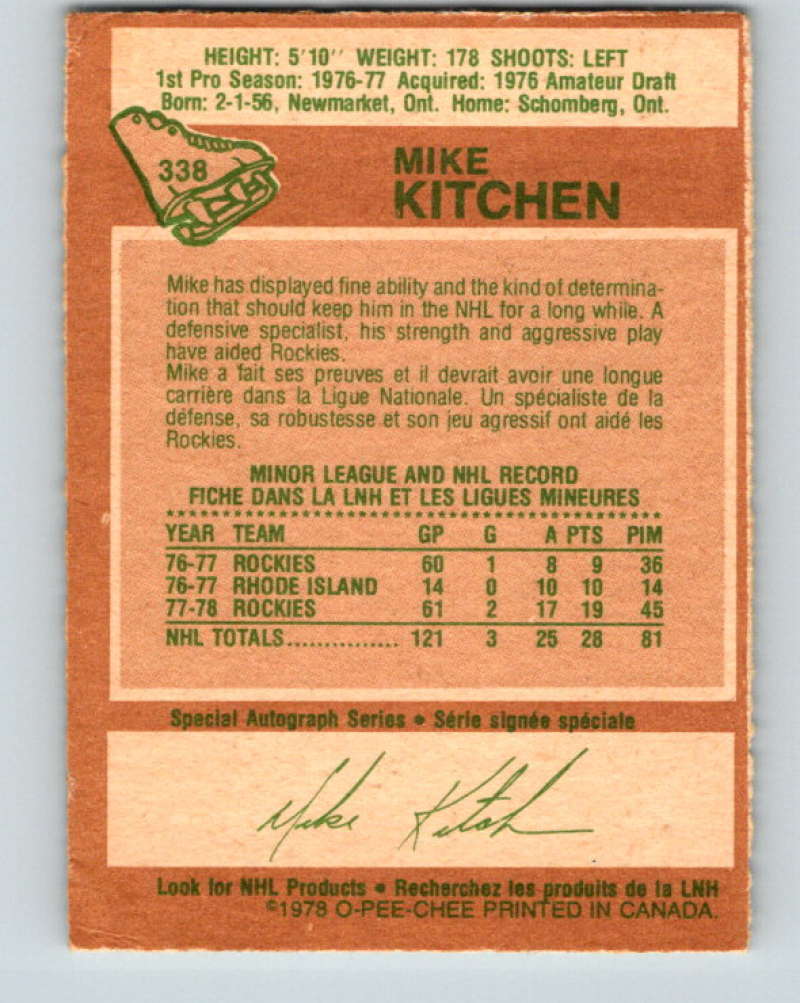 HEIGHT: 5'10'' WEIGHT: 178 SHOOTS: LEFT
1st Pro Season: 1976-77 Acquired: 1976 Amateur Draft
Born: 2-1-56, Newmarket, Ont. Home: Schomberg, Ont.
338
MIKE
KITCHEN
Mike has displayed fine ability and the kind of determina-
tion that should keep him in the NHL for a long while. A
defensive specialist, his strength and aggressive play
have aided Rockies.
Mike a fait ses preuves et il devrait avoir une longue
carrière dans la Ligue Nationale. Un spécialiste de la
défense, sa robustesse et son jeu agressif ont aidé les
Rockies.
MINOR LEAGUE AND NHL RECORD
FICHE DANS LA LNH ET LES LIGUES MINEURES
YEAR TEAM GP G A PTS PIM
76-77 ROCKIES 60 1 8 9 36
76-77 RHODE ISLAND 14 0 10 10 14
77-78 ROCKIES 61 2 17 19 45
NHL TOTALS............... 121 3 25 28 81
Special Autograph Series • Série signée spéciale
Mike Kitch
Look for NHL Products • Recherchez les produits de la LNH
©1978 O-PEE-CHEE PRINTED IN CANADA.